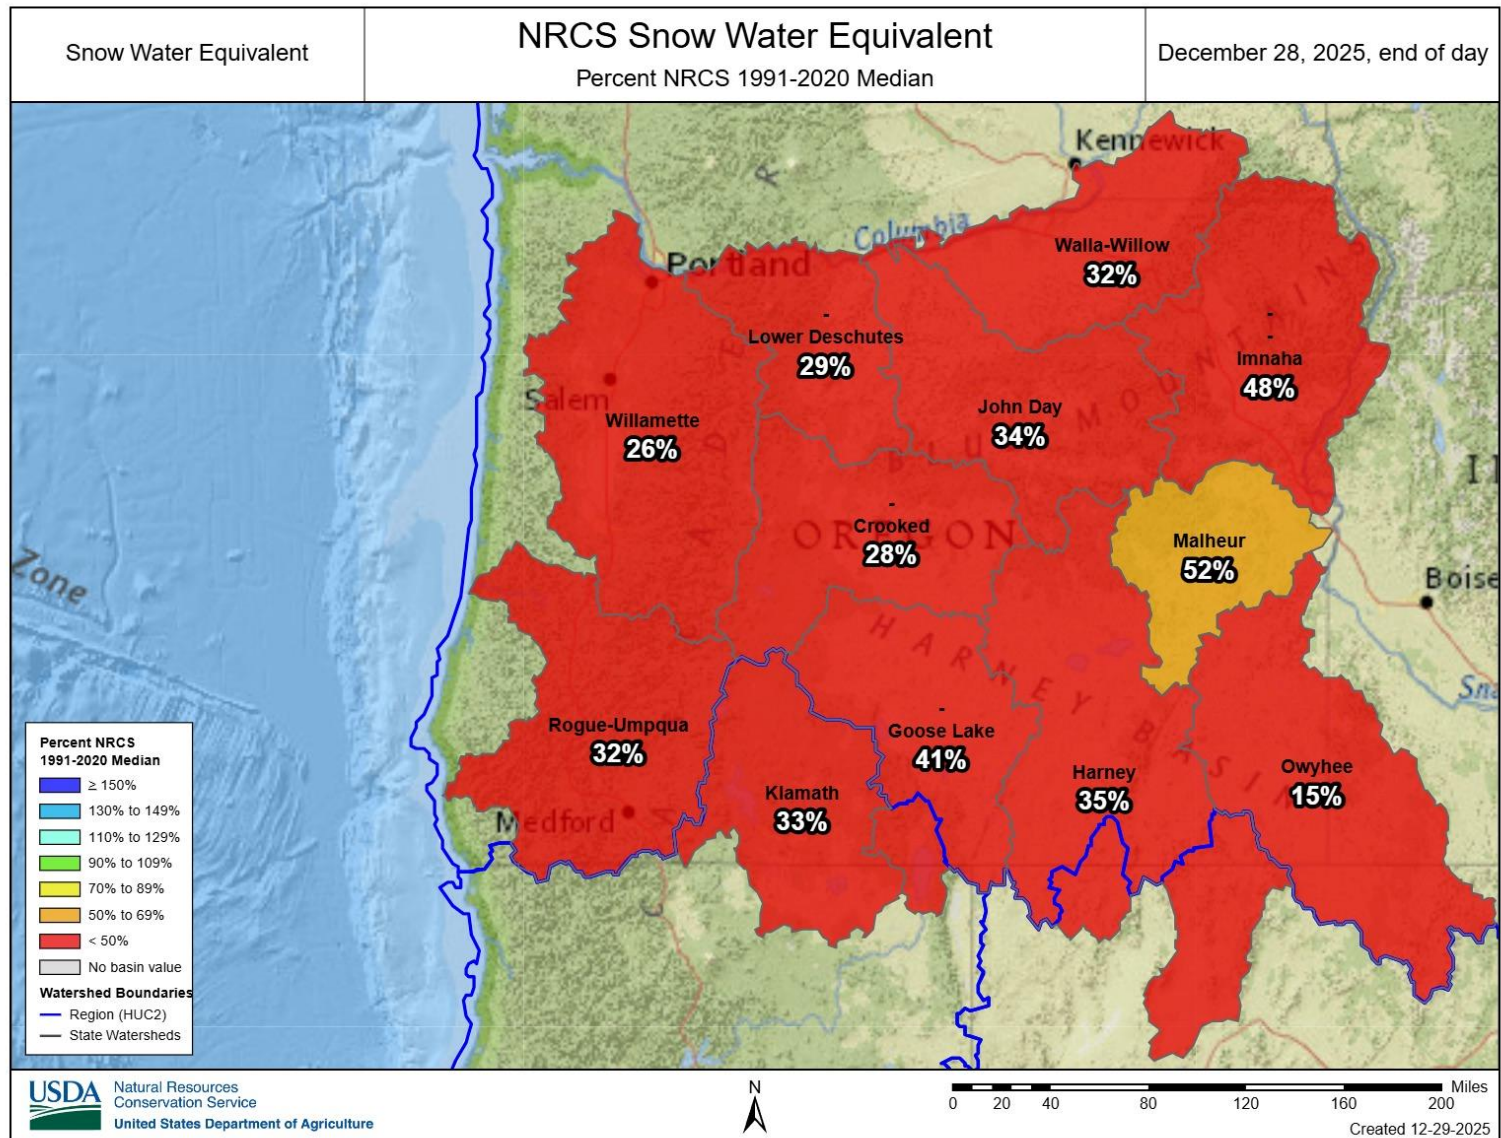 Snow Water Equivalent
NRCS Snow Water Equivalent
Percent NRCS 1991-2020 Median
December 28, 2025, end of day
Kennewick
Columbia
Portland
Walla-Willow
32%
-
Lower Deschutes
29%
-
-
Imnaha
48%
Salem
Willamette
26%
John Day
34%
BLUE MOUNTAIN
CASCADE
R
-
Crooked
28%
OREGON
Malheur
52%
Boise
Zone
HARNEY BASIN
Sna
Rogue-Umpqua
32%
-
Goose Lake
41%
Klamath
33%
Harney
35%
Owyhee
15%
Medford
Percent NRCS
1991-2020 Median
≥ 150%
130% to 149%
110% to 129%
90% to 109%
70% to 89%
50% to 69%
< 50%
No basin value
Watershed Boundaries
Region (HUC2)
State Watersheds
USDA
Natural Resources
Conservation Service
United States Department of Agriculture
N
Miles
0 20 40 80 120 160 200
Created 12-29-2025